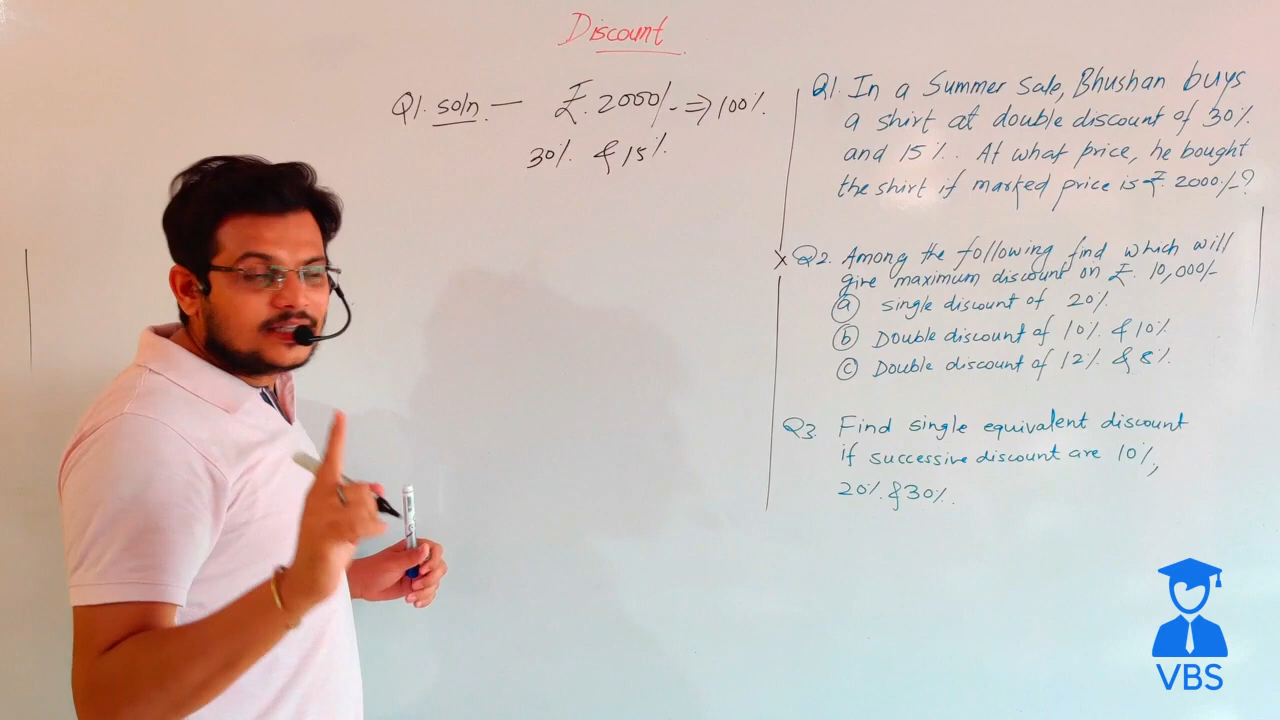 Discount
Q1. soln. — ₹. 2000/- ⇒ 100%.
30%. & 15%.
Q1. In a Summer Sale, Bhushan buys
a shirt at double discount of 30%.
and 15%. At what price, he bought
the shirt if marked price is ₹. 2000/-?
Q2. Among the following find which will
give maximum discount on ₹. 10,000/-
(a) single discount of 20%.
(b) Double discount of 10%. & 10%.
(c) Double discount of 12%. & 8%.
Q3. Find single equivalent discount
if successive discount are 10%,
20%. & 30%.
VBS